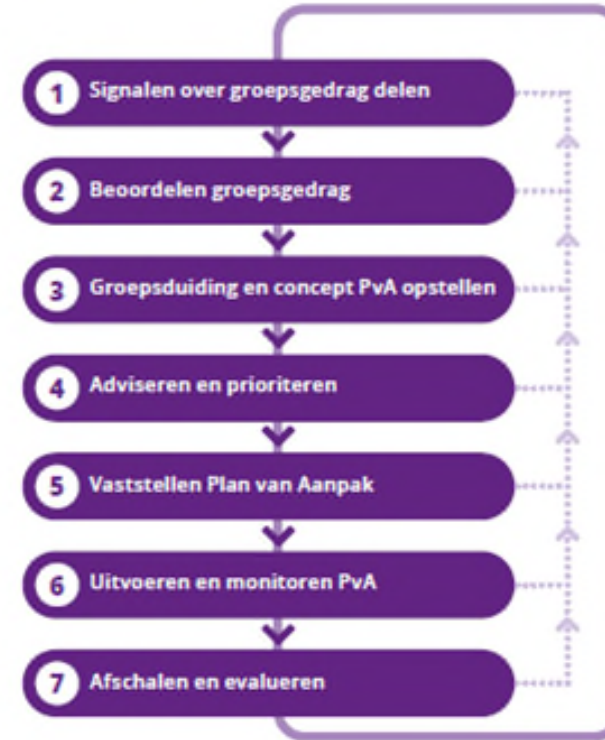 1 Signalen over groepsgedrag delen
2 Beoordelen groepsgedrag
3 Groepsduiding en concept PvA opstellen
4 Adviseren en prioriteren
5 Vaststellen Plan van Aanpak
6 Uitvoeren en monitoren PvA
7 Afschalen en evalueren